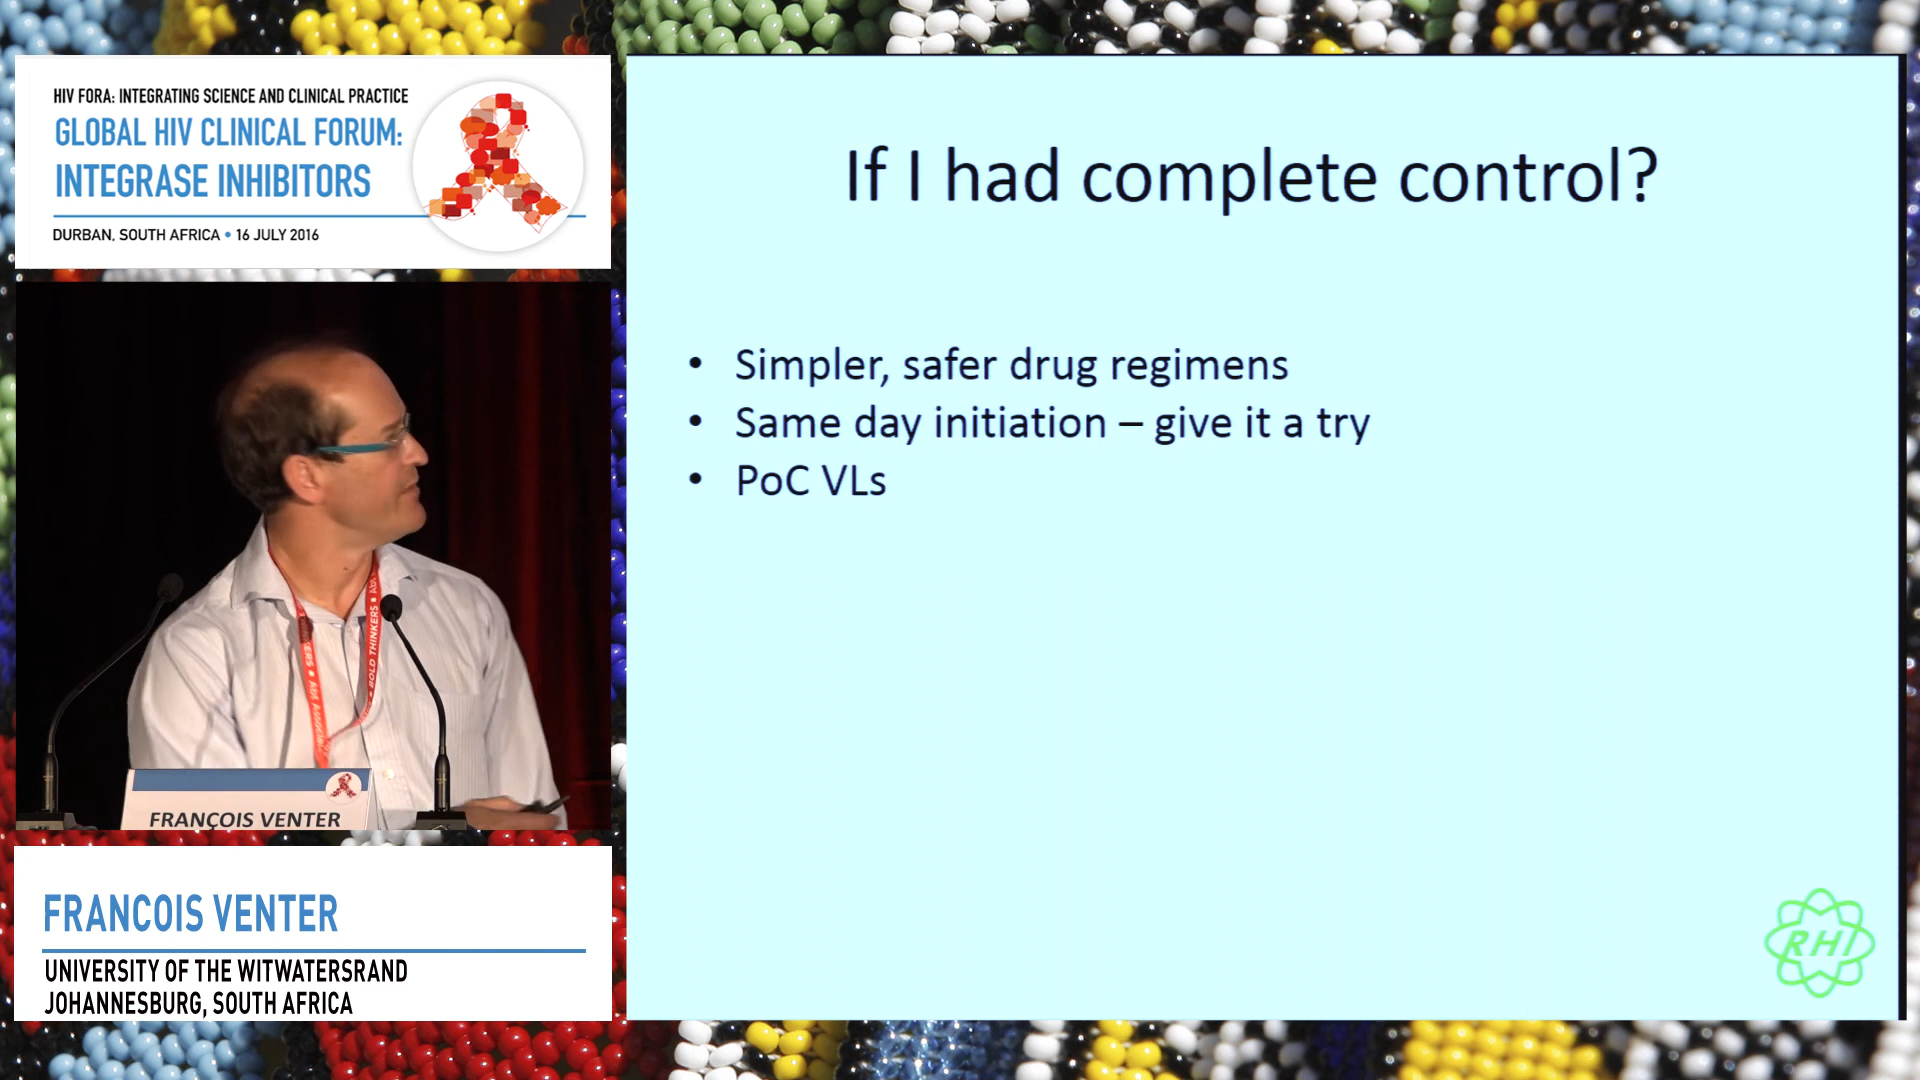 HIV FORA: INTEGRATING SCIENCE AND CLINICAL PRACTICE
GLOBAL HIV CLINICAL FORUM:
INTEGRASE INHIBITORS
DURBAN, SOUTH AFRICA • 16 JULY 2016
BOLD THINKERS
FRANÇOIS VENTER
FRANCOIS VENTER
UNIVERSITY OF THE WITWATERSRAND
JOHANNESBURG, SOUTH AFRICA
If I had complete control?
• Simpler, safer drug regimens
• Same day initiation – give it a try
• PoC VLs
RHI